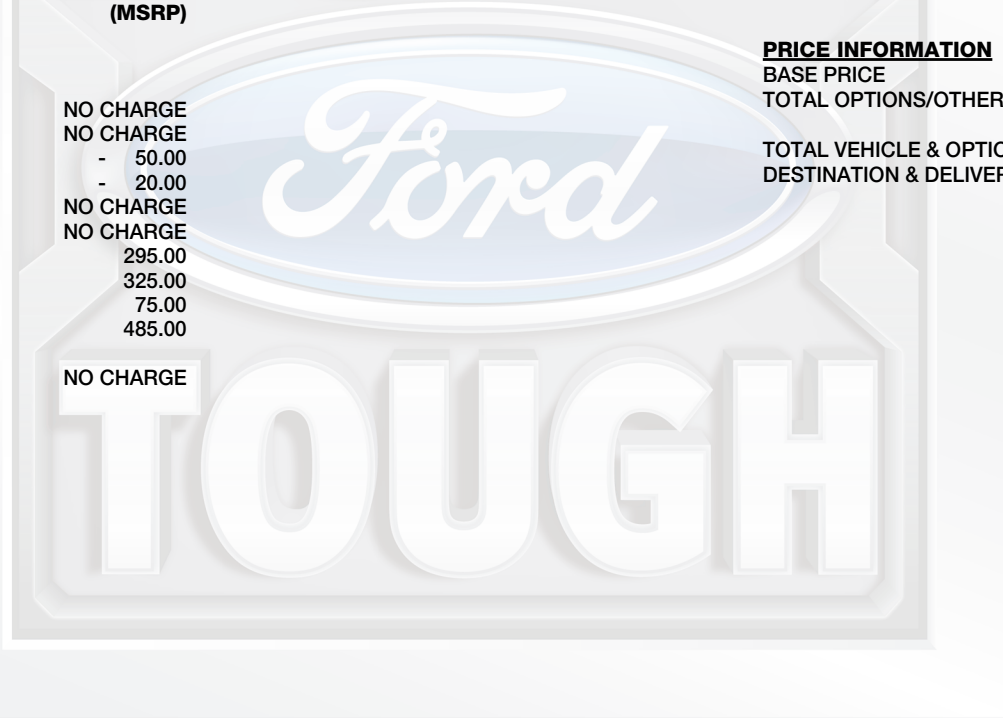 (MSRP)
NO CHARGE
NO CHARGE
- 50.00
- 20.00
NO CHARGE
NO CHARGE
295.00
325.00
75.00
485.00
NO CHARGE
PRICE INFORMATION
BASE PRICE
TOTAL OPTIONS/OTHER
TOTAL VEHICLE & OPTIO
DESTINATION & DELIVER
Ford
TOUGH